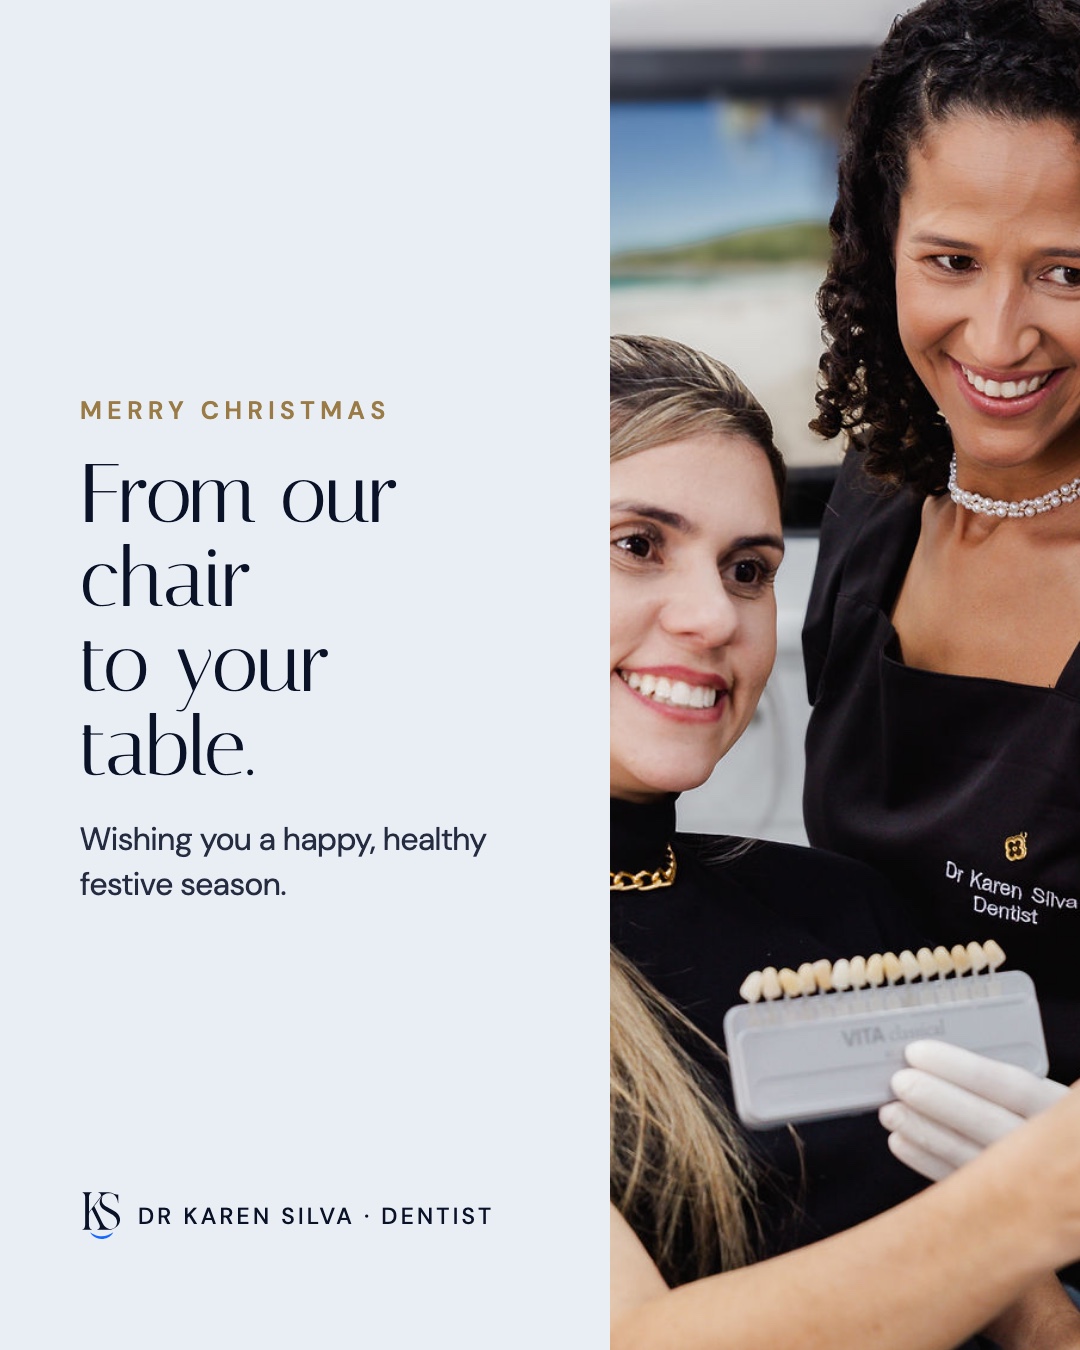 MERRY CHRISTMAS
From our
chair
to your
table.
Wishing you a happy, healthy
festive season.
KS DR KAREN SILVA · DENTIST
Dr Karen Silva
Dentist
VITA classical